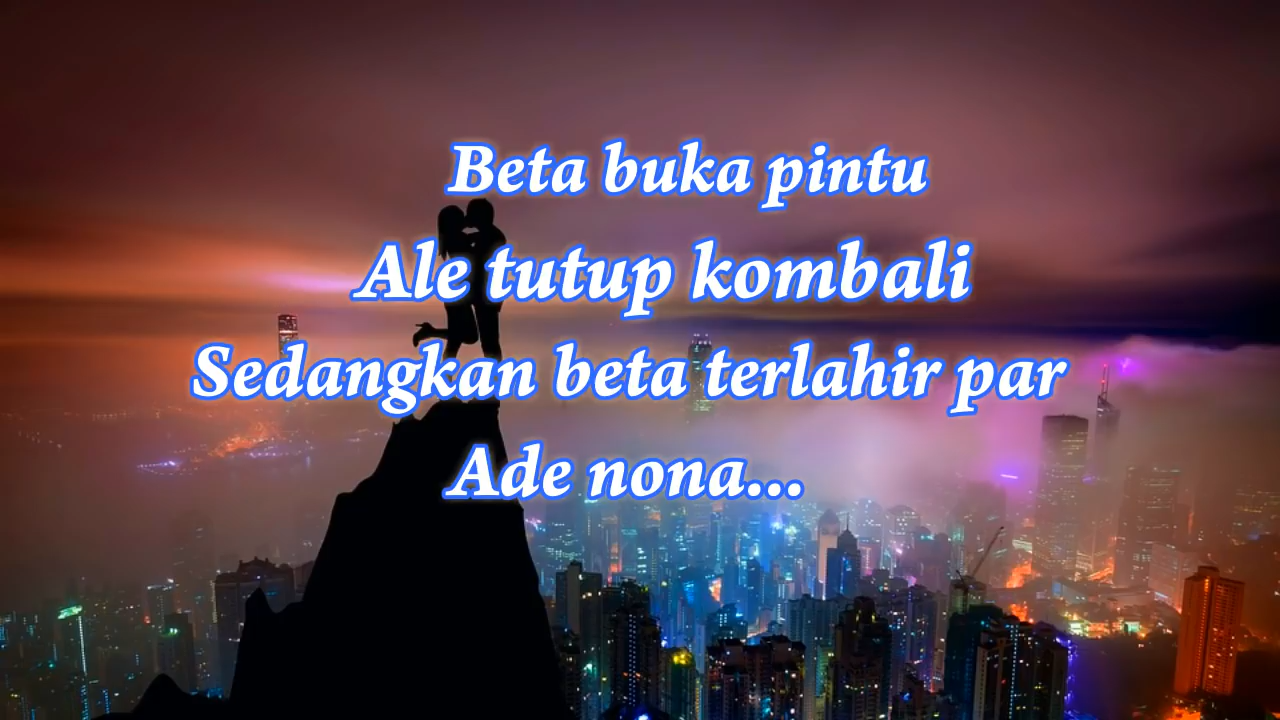 Beta buka pintu
Ale tutup kombali
Sedangkan beta terlahir par
Ade nona...